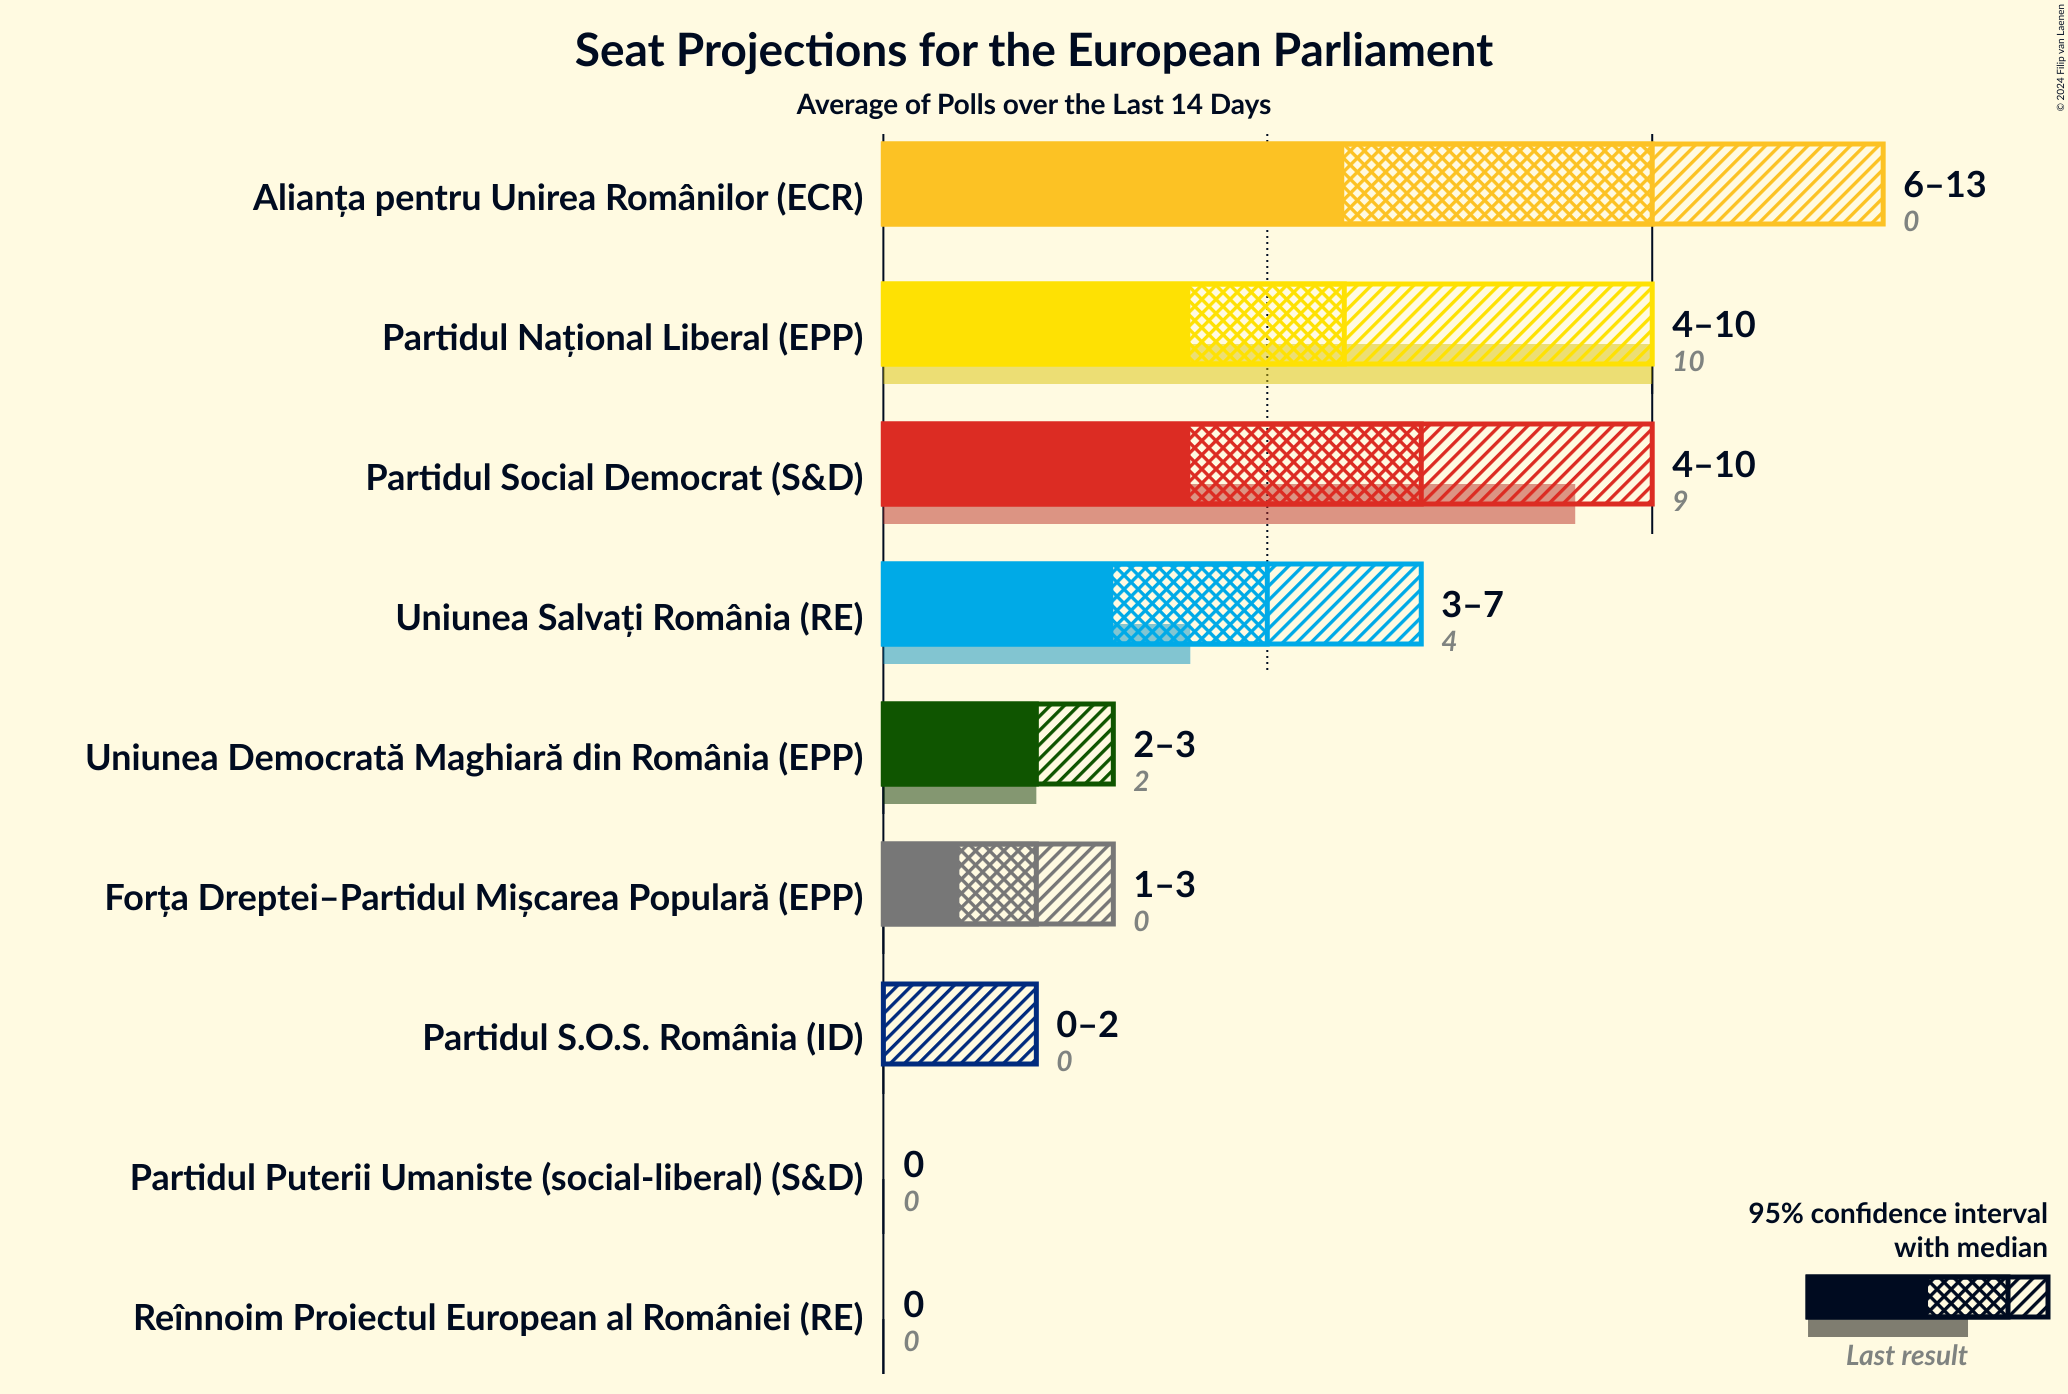 Seat Projections for the European Parliament
Average of Polls over the Last 14 Days
© 2024 Filip van Laenen
Alianța pentru Unirea Românilor (ECR)
6–13
0
Partidul Național Liberal (EPP)
4–10
10
Partidul Social Democrat (S&D)
4–10
9
Uniunea Salvați România (RE)
3–7
4
Uniunea Democrată Maghiară din România (EPP)
2–3
2
Forța Dreptei–Partidul Mișcarea Populară (EPP)
1–3
0
Partidul S.O.S. România (ID)
0–2
0
Partidul Puterii Umaniste (social-liberal) (S&D)
0
0
Reînnoim Proiectul European al României (RE)
0
0
95% confidence interval
with median
Last result